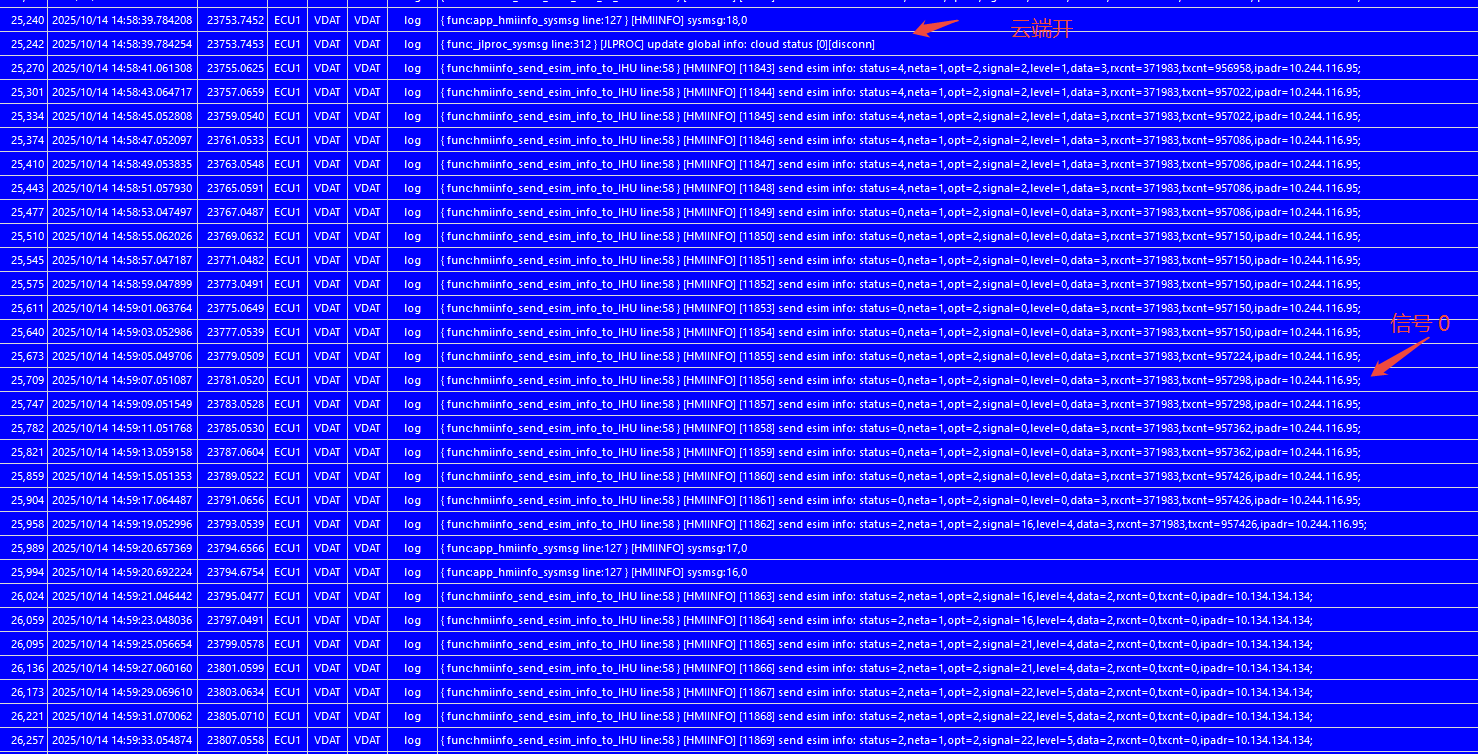 25,240 2025/10/14 14:58:39.784208 23753.7452 ECU1 VDAT VDAT log { func:app_hmiinfo_sysmsg line:127 } [HMIINFO] sysmsg:18,0
云端开
25,242 2025/10/14 14:58:39.784254 23753.7453 ECU1 VDAT VDAT log { func:_jlproc_sysmsg line:312 } [JLPROC] update global info: cloud status [0][disconn]
25,270 2025/10/14 14:58:41.061308 23755.0625 ECU1 VDAT VDAT log { func:hmiinfo_send_esim_info_to_IHU line:58 } [HMIINFO] [11843] send esim info: status=4,neta=1,opt=2,signal=2,level=1,data=3,rxcnt=371983,txcnt=956958,ipadr=10.244.116.95;
25,301 2025/10/14 14:58:43.064717 23757.0659 ECU1 VDAT VDAT log { func:hmiinfo_send_esim_info_to_IHU line:58 } [HMIINFO] [11844] send esim info: status=4,neta=1,opt=2,signal=2,level=1,data=3,rxcnt=371983,txcnt=957022,ipadr=10.244.116.95;
25,334 2025/10/14 14:58:45.052808 23759.0540 ECU1 VDAT VDAT log { func:hmiinfo_send_esim_info_to_IHU line:58 } [HMIINFO] [11845] send esim info: status=4,neta=1,opt=2,signal=2,level=1,data=3,rxcnt=371983,txcnt=957022,ipadr=10.244.116.95;
25,374 2025/10/14 14:58:47.052097 23761.0533 ECU1 VDAT VDAT log { func:hmiinfo_send_esim_info_to_IHU line:58 } [HMIINFO] [11846] send esim info: status=4,neta=1,opt=2,signal=2,level=1,data=3,rxcnt=371983,txcnt=957086,ipadr=10.244.116.95;
25,410 2025/10/14 14:58:49.053835 23763.0548 ECU1 VDAT VDAT log { func:hmiinfo_send_esim_info_to_IHU line:58 } [HMIINFO] [11847] send esim info: status=4,neta=1,opt=2,signal=2,level=1,data=3,rxcnt=371983,txcnt=957086,ipadr=10.244.116.95;
25,443 2025/10/14 14:58:51.057930 23765.0591 ECU1 VDAT VDAT log { func:hmiinfo_send_esim_info_to_IHU line:58 } [HMIINFO] [11848] send esim info: status=4,neta=1,opt=2,signal=2,level=1,data=3,rxcnt=371983,txcnt=957086,ipadr=10.244.116.95;
25,477 2025/10/14 14:58:53.047497 23767.0487 ECU1 VDAT VDAT log { func:hmiinfo_send_esim_info_to_IHU line:58 } [HMIINFO] [11849] send esim info: status=0,neta=1,opt=2,signal=0,level=0,data=3,rxcnt=371983,txcnt=957086,ipadr=10.244.116.95;
25,510 2025/10/14 14:58:55.062026 23769.0632 ECU1 VDAT VDAT log { func:hmiinfo_send_esim_info_to_IHU line:58 } [HMIINFO] [11850] send esim info: status=0,neta=1,opt=2,signal=0,level=0,data=3,rxcnt=371983,txcnt=957150,ipadr=10.244.116.95;
25,545 2025/10/14 14:58:57.047187 23771.0482 ECU1 VDAT VDAT log { func:hmiinfo_send_esim_info_to_IHU line:58 } [HMIINFO] [11851] send esim info: status=0,neta=1,opt=2,signal=0,level=0,data=3,rxcnt=371983,txcnt=957150,ipadr=10.244.116.95;
25,575 2025/10/14 14:58:59.047899 23773.0491 ECU1 VDAT VDAT log { func:hmiinfo_send_esim_info_to_IHU line:58 } [HMIINFO] [11852] send esim info: status=0,neta=1,opt=2,signal=0,level=0,data=3,rxcnt=371983,txcnt=957150,ipadr=10.244.116.95;
25,611 2025/10/14 14:59:01.063764 23775.0649 ECU1 VDAT VDAT log { func:hmiinfo_send_esim_info_to_IHU line:58 } [HMIINFO] [11853] send esim info: status=0,neta=1,opt=2,signal=0,level=0,data=3,rxcnt=371983,txcnt=957150,ipadr=10.244.116.95;
25,640 2025/10/14 14:59:03.052986 23777.0539 ECU1 VDAT VDAT log { func:hmiinfo_send_esim_info_to_IHU line:58 } [HMIINFO] [11854] send esim info: status=0,neta=1,opt=2,signal=0,level=0,data=3,rxcnt=371983,txcnt=957150,ipadr=10.244.116.95;
信号 0
25,673 2025/10/14 14:59:05.049706 23779.0509 ECU1 VDAT VDAT log { func:hmiinfo_send_esim_info_to_IHU line:58 } [HMIINFO] [11855] send esim info: status=0,neta=1,opt=2,signal=0,level=0,data=3,rxcnt=371983,txcnt=957224,ipadr=10.244.116.95;
25,709 2025/10/14 14:59:07.051087 23781.0520 ECU1 VDAT VDAT log { func:hmiinfo_send_esim_info_to_IHU line:58 } [HMIINFO] [11856] send esim info: status=0,neta=1,opt=2,signal=0,level=0,data=3,rxcnt=371983,txcnt=957298,ipadr=10.244.116.95;
25,747 2025/10/14 14:59:09.051549 23783.0528 ECU1 VDAT VDAT log { func:hmiinfo_send_esim_info_to_IHU line:58 } [HMIINFO] [11857] send esim info: status=0,neta=1,opt=2,signal=0,level=0,data=3,rxcnt=371983,txcnt=957298,ipadr=10.244.116.95;
25,782 2025/10/14 14:59:11.051768 23785.0530 ECU1 VDAT VDAT log { func:hmiinfo_send_esim_info_to_IHU line:58 } [HMIINFO] [11858] send esim info: status=0,neta=1,opt=2,signal=0,level=0,data=3,rxcnt=371983,txcnt=957362,ipadr=10.244.116.95;
25,821 2025/10/14 14:59:13.059158 23787.0604 ECU1 VDAT VDAT log { func:hmiinfo_send_esim_info_to_IHU line:58 } [HMIINFO] [11859] send esim info: status=0,neta=1,opt=2,signal=0,level=0,data=3,rxcnt=371983,txcnt=957362,ipadr=10.244.116.95;
25,859 2025/10/14 14:59:15.051353 23789.0522 ECU1 VDAT VDAT log { func:hmiinfo_send_esim_info_to_IHU line:58 } [HMIINFO] [11860] send esim info: status=0,neta=1,opt=2,signal=0,level=0,data=3,rxcnt=371983,txcnt=957426,ipadr=10.244.116.95;
25,904 2025/10/14 14:59:17.064487 23791.0656 ECU1 VDAT VDAT log { func:hmiinfo_send_esim_info_to_IHU line:58 } [HMIINFO] [11861] send esim info: status=0,neta=1,opt=2,signal=0,level=0,data=3,rxcnt=371983,txcnt=957426,ipadr=10.244.116.95;
25,958 2025/10/14 14:59:19.052996 23793.0539 ECU1 VDAT VDAT log { func:hmiinfo_send_esim_info_to_IHU line:58 } [HMIINFO] [11862] send esim info: status=2,neta=1,opt=2,signal=16,level=4,data=3,rxcnt=371983,txcnt=957426,ipadr=10.244.116.95;
25,989 2025/10/14 14:59:20.657369 23794.6566 ECU1 VDAT VDAT log { func:app_hmiinfo_sysmsg line:127 } [HMIINFO] sysmsg:17,0
25,994 2025/10/14 14:59:20.692224 23794.6754 ECU1 VDAT VDAT log { func:app_hmiinfo_sysmsg line:127 } [HMIINFO] sysmsg:16,0
26,024 2025/10/14 14:59:21.046442 23795.0477 ECU1 VDAT VDAT log { func:hmiinfo_send_esim_info_to_IHU line:58 } [HMIINFO] [11863] send esim info: status=2,neta=1,opt=2,signal=16,level=4,data=2,rxcnt=0,txcnt=0,ipadr=10.134.134.134;
26,059 2025/10/14 14:59:23.048036 23797.0491 ECU1 VDAT VDAT log { func:hmiinfo_send_esim_info_to_IHU line:58 } [HMIINFO] [11864] send esim info: status=2,neta=1,opt=2,signal=16,level=4,data=2,rxcnt=0,txcnt=0,ipadr=10.134.134.134;
26,095 2025/10/14 14:59:25.056654 23799.0578 ECU1 VDAT VDAT log { func:hmiinfo_send_esim_info_to_IHU line:58 } [HMIINFO] [11865] send esim info: status=2,neta=1,opt=2,signal=21,level=4,data=2,rxcnt=0,txcnt=0,ipadr=10.134.134.134;
26,136 2025/10/14 14:59:27.060160 23801.0599 ECU1 VDAT VDAT log { func:hmiinfo_send_esim_info_to_IHU line:58 } [HMIINFO] [11866] send esim info: status=2,neta=1,opt=2,signal=21,level=4,data=2,rxcnt=0,txcnt=0,ipadr=10.134.134.134;
26,173 2025/10/14 14:59:29.069610 23803.0634 ECU1 VDAT VDAT log { func:hmiinfo_send_esim_info_to_IHU line:58 } [HMIINFO] [11867] send esim info: status=2,neta=1,opt=2,signal=22,level=5,data=2,rxcnt=0,txcnt=0,ipadr=10.134.134.134;
26,221 2025/10/14 14:59:31.070062 23805.0710 ECU1 VDAT VDAT log { func:hmiinfo_send_esim_info_to_IHU line:58 } [HMIINFO] [11868] send esim info: status=2,neta=1,opt=2,signal=22,level=5,data=2,rxcnt=0,txcnt=0,ipadr=10.134.134.134;
26,257 2025/10/14 14:59:33.054874 23807.0558 ECU1 VDAT VDAT log { func:hmiinfo_send_esim_info_to_IHU line:58 } [HMIINFO] [11869] send esim info: status=2,neta=1,opt=2,signal=22,level=5,data=2,rxcnt=0,txcnt=0,ipadr=10.134.134.134;